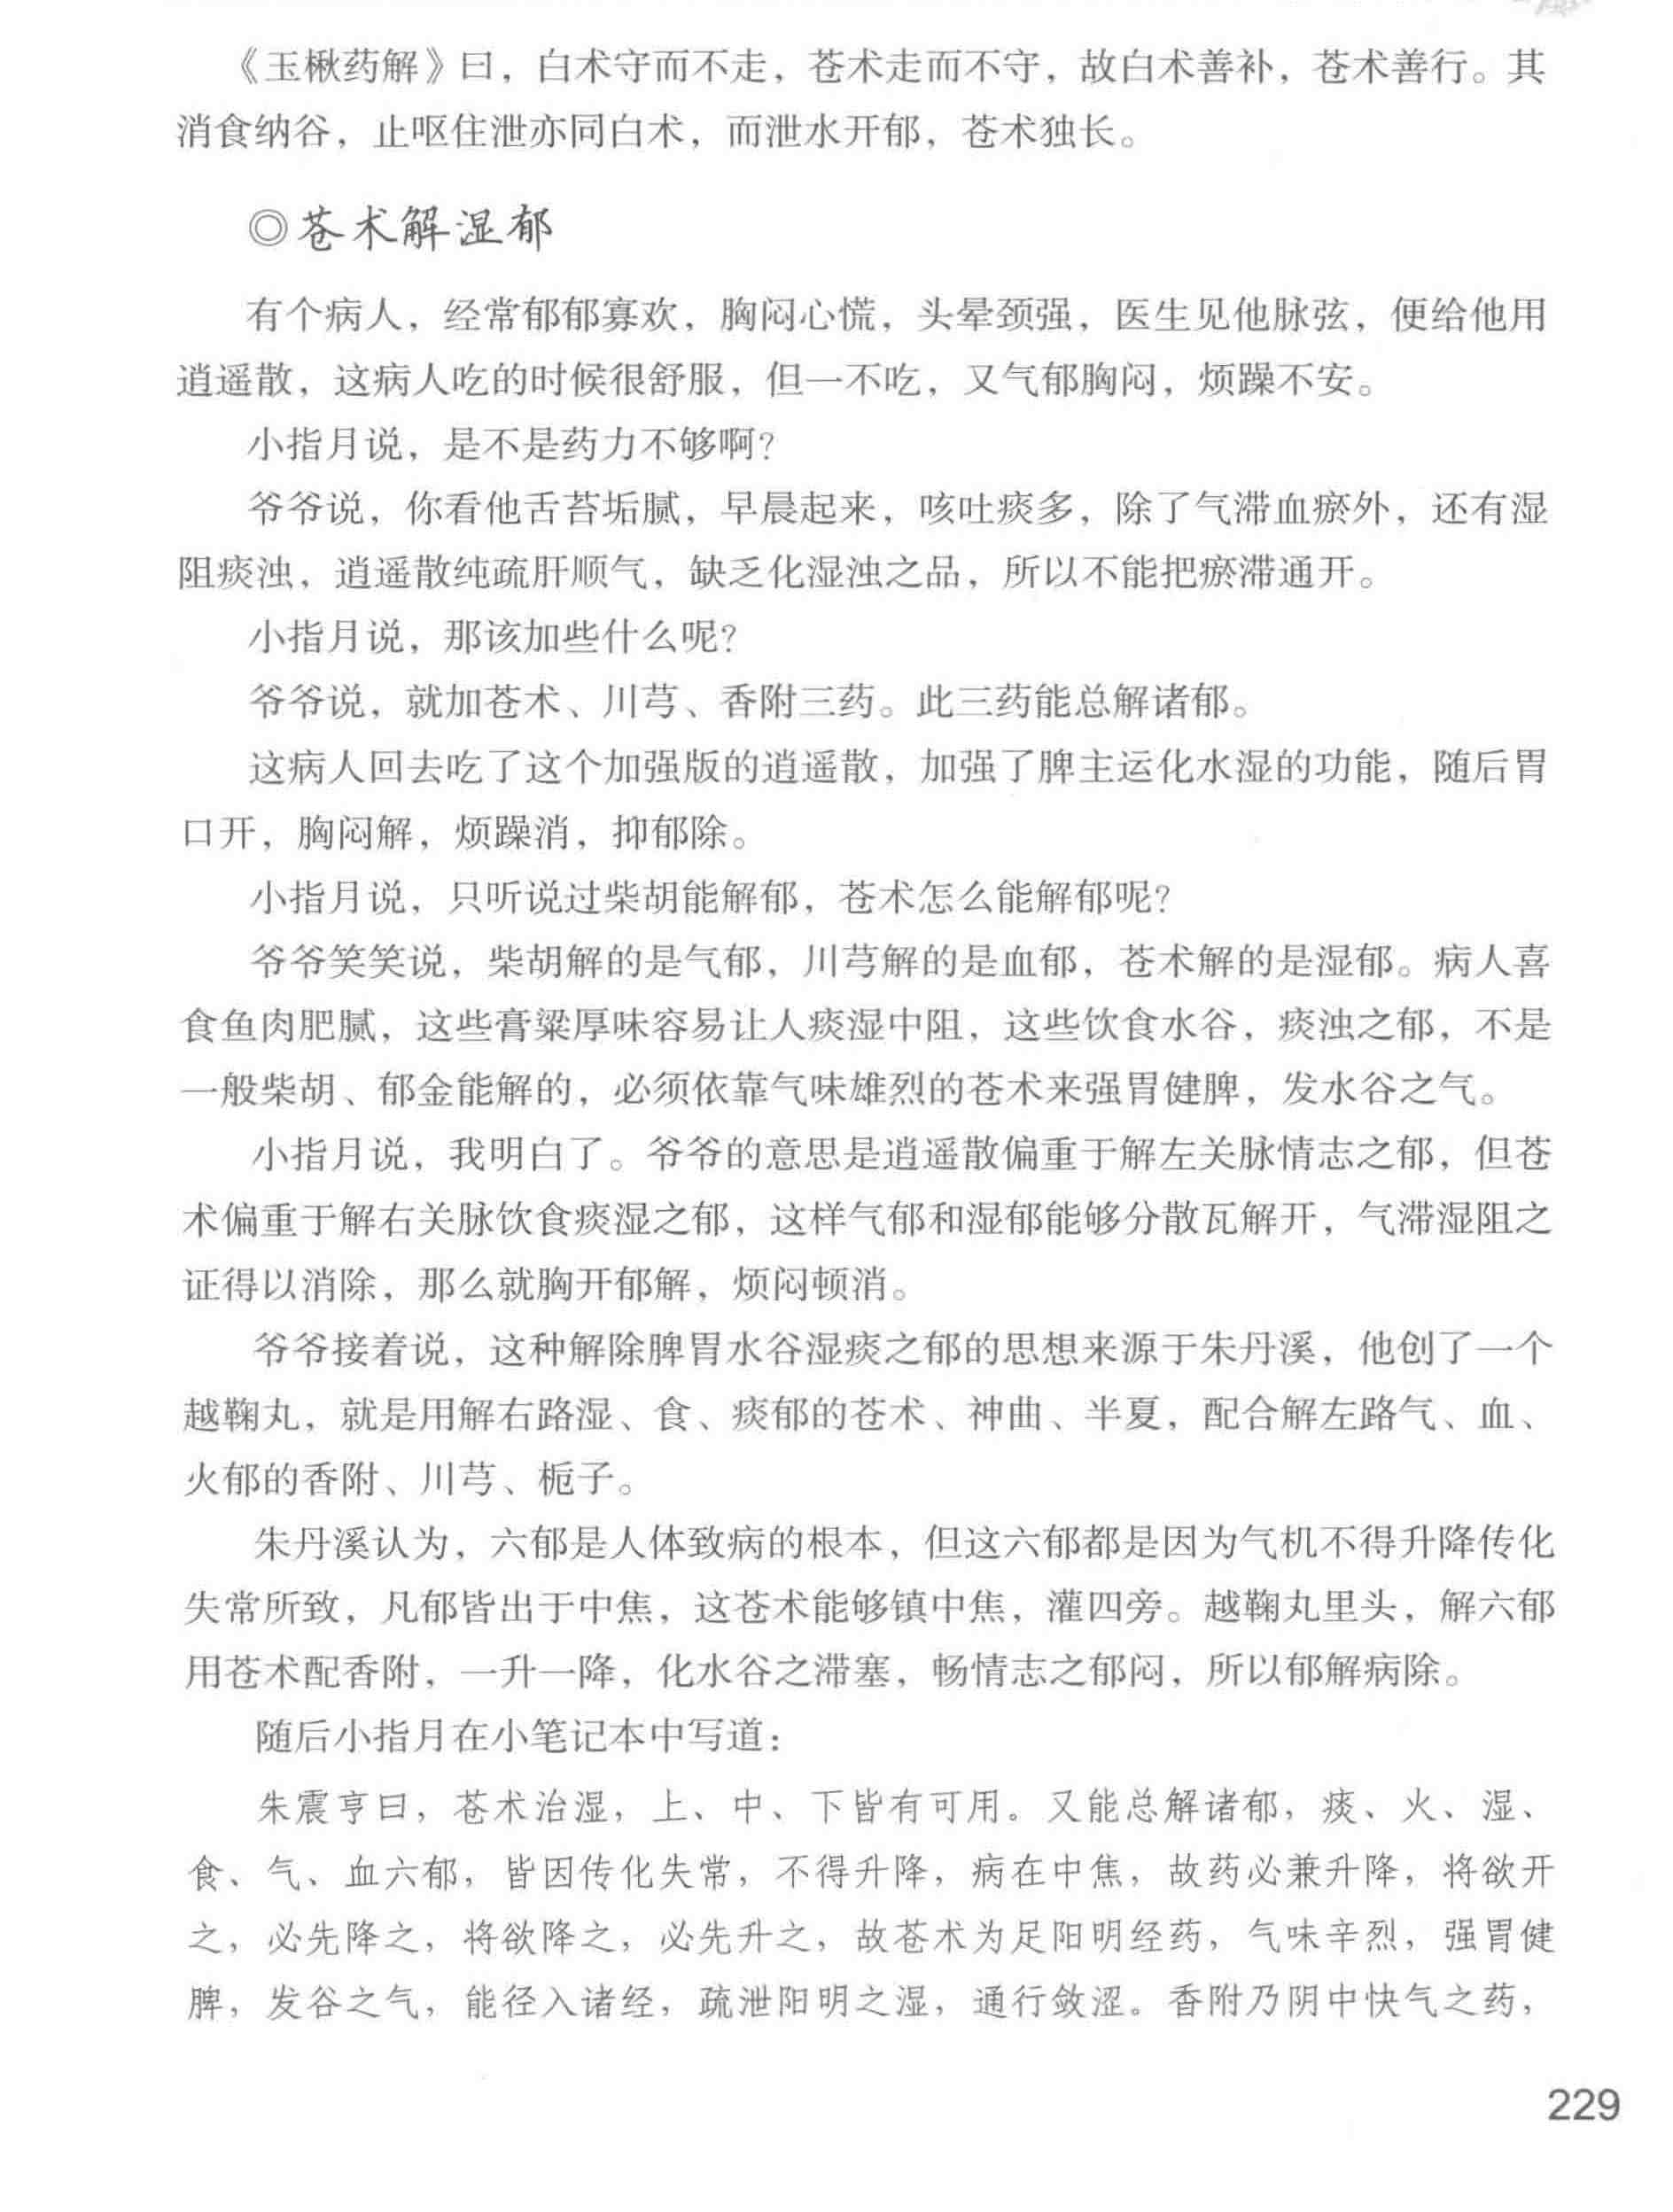 《玉楸药解》曰，白术守而不走，苍术走而不守，故白术善补，苍术善行。其
消食纳谷，止呕住泄亦同白术，而泄水开郁，苍术独长。
◎苍术解湿郁
有个病人，经常郁郁寡欢，胸闷心慌，头晕颈强，医生见他脉弦，便给他用
逍遥散，这病人吃的时候很舒服，但一不吃，又气郁胸闷，烦躁不安。
小指月说，是不是药力不够啊？
爷爷说，你看他舌苔垢腻，早晨起来，咳吐痰多，除了气滞血瘀外，还有湿
阻痰浊，逍遥散纯疏肝顺气，缺乏化湿浊之品，所以不能把瘀滞通开。
小指月说，那该加些什么呢？
爷爷说，就加苍术、川芎、香附三药。此三药能总解诸郁。
这病人回去吃了这个加强版的逍遥散，加强了脾主运化水湿的功能，随后胃
口开，胸闷解，烦躁消，抑郁除。
小指月说，只听说过柴胡能解郁，苍术怎么能解郁呢？
爷爷笑笑说，柴胡解的是气郁，川芎解的是血郁，苍术解的是湿郁。病人喜
食鱼肉肥腻，这些膏粱厚味容易让人痰湿中阻，这些饮食水谷，痰浊之郁，不是
一般柴胡、郁金能解的，必须依靠气味雄烈的苍术来强胃健脾，发水谷之气。
小指月说，我明白了。爷爷的意思是逍遥散偏重于解左关脉情志之郁，但苍
术偏重于解右关脉饮食痰湿之郁，这样气郁和湿郁能够分散瓦解开，气滞湿阻之
证得以消除，那么就胸开郁解，烦闷顿消。
爷爷接着说，这种解除脾胃水谷湿痰之郁的思想来源于朱丹溪，他创了一个
越鞠丸，就是用解右路湿、食、痰郁的苍术、神曲、半夏，配合解左路气、血、
火郁的香附、川芎、栀子。
朱丹溪认为，六郁是人体致病的根本，但这六郁都是因为气机不得升降传化
失常所致，凡郁皆出于中焦，这苍术能够镇中焦，灌四旁。越鞠丸里头，解六郁
用苍术配香附，一升一降，化水谷之滞塞，畅情志之郁闷，所以郁解病除。
随后小指月在小笔记本中写道：
朱震亨曰，苍术治湿，上、中、下皆有可用。又能总解诸郁，痰、火、湿、
食、气、血六郁，皆因传化失常，不得升降，病在中焦，故药必兼升降，将欲开
之，必先降之，将欲降之，必先升之，故苍术为足阳明经药，气味辛烈，强胃健
脾，发谷之气，能径入诸经，疏泄阳明之湿，通行敛涩。香附乃阴中快气之药，
229